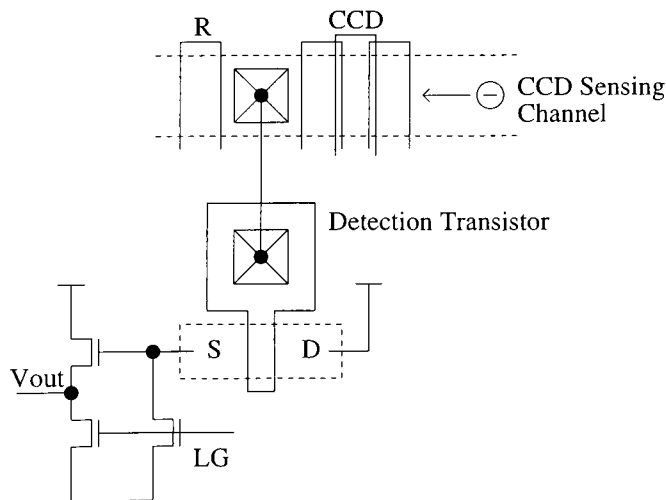 R
CCD
CCD Sensing
Channel
Detection Transistor
S
D
Vout
LG